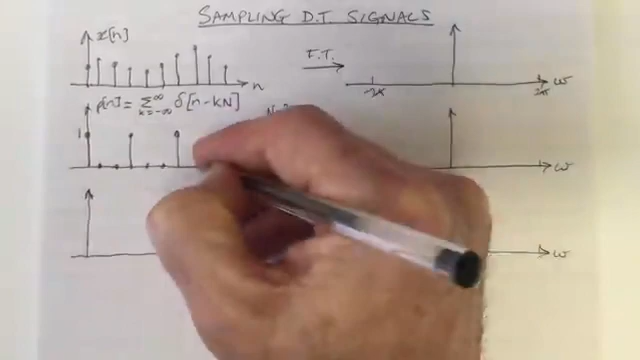 SAMPLING D.T SIGNALS
x[n]
n
F.T.
-2π
2π
ω
p[n] = ∑ δ[n-kN]
k=-∞
∞
1
ω
ω